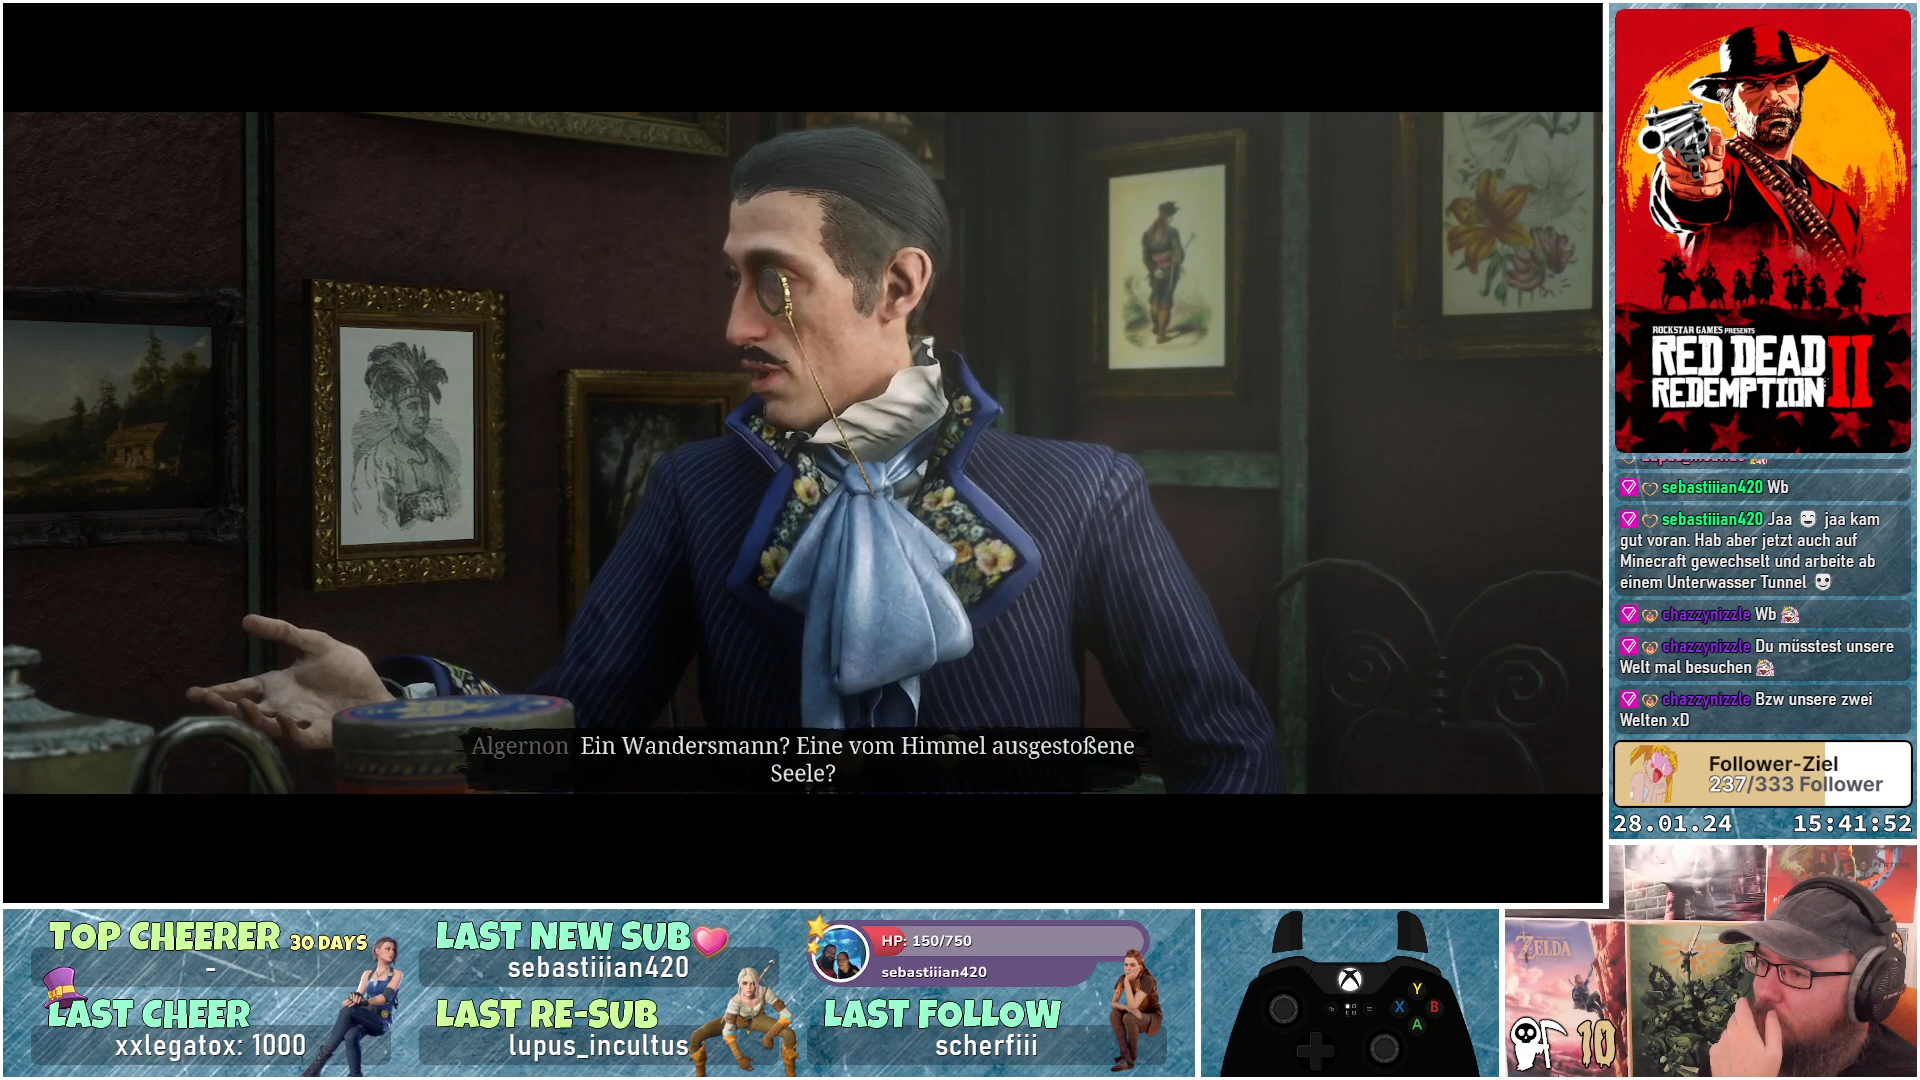 Algernon Ein Wandersmann? Eine vom Himmel ausgestoßene
Seele?
ROCKSTAR GAMES PRESENTS
RED DEAD
REDEMPTION II
sebastiiian420 Wb
sebastiiian420 Jaa jaa kam
gut voran. Hab aber jetzt auch auf
Minecraft gewechselt und arbeite ab
einem Unterwasser Tunnel
chazzynizzle Wb
chazzynizzle Du müsstest unsere
Welt mal besuchen
chazzynizzle Bzw unsere zwei
Welten xD
Follower-Ziel
237/333 Follower
28.01.24 15:41:52
TOP CHEERER 30 DAYS
-
LAST CHEER
xxlegatox: 1000
LAST NEW SUB
sebastiiian420
LAST RE-SUB
lupus_incultus
HP: 150/750
sebastiiian420
LAST FOLLOW
scherfiii
Y
X B
A
ZELDA
10